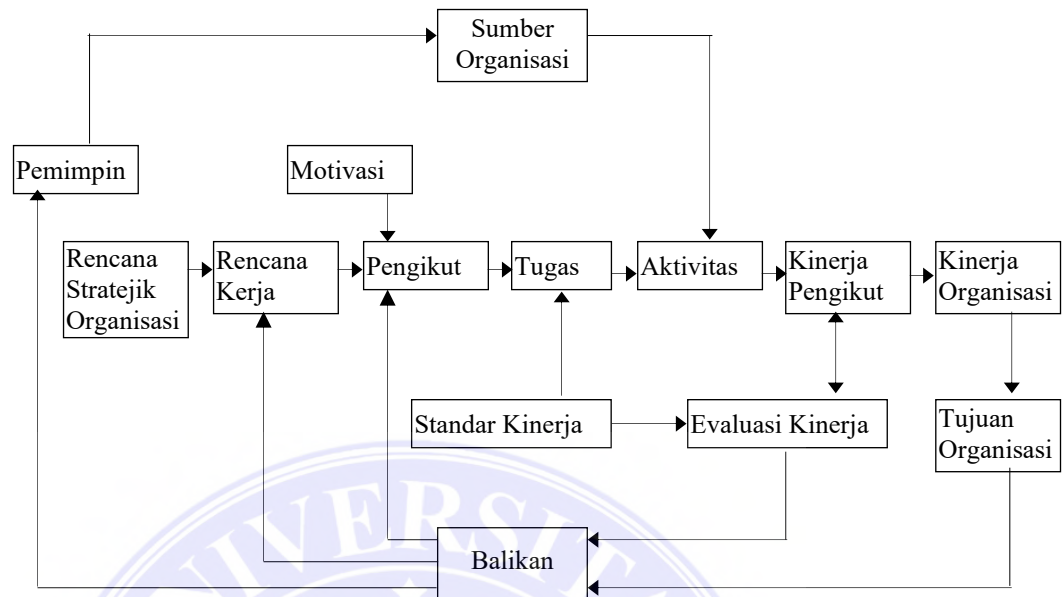 Sumber
Organisasi
Pemimpin
Motivasi
Rencana
Stratejik
Organisasi
Rencana
Kerja
Pengikut
Tugas
Aktivitas
Kinerja
Pengikut
Kinerja
Organisasi
Standar Kinerja
Evaluasi Kinerja
Tujuan
Organisasi
Balikan
NIVERSIT